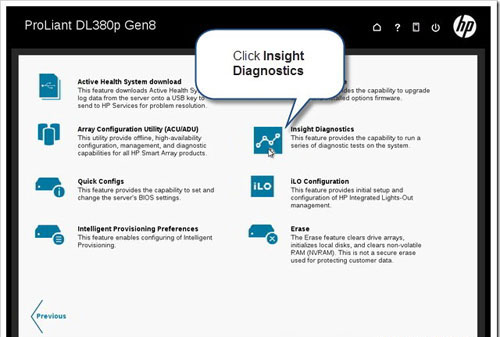 ProLiant DL380p Gen8
?
hp
Click Insight
Diagnostics
Active Health System download
This feature downloads Active Health Sy
log data from the server onto a USB key to
send to HP Services for problem resolution.
provides the capability to upgrade
option firmware.
Array Configuration Utility (ACU/ADU)
This utility provides offline, high-availability
configuration, management, and diagnostic
capabilities for all HP Smart Array products.
Insight Diagnostics
This feature provides the capability to run a
series of diagnostic tests on the system.
Quick Configs
This feature provides the capability to set and
change the server's BIOS settings.
iLO
iLO Configuration
This feature provides initial setup and
configuration of HP Integrated Lights-Out
management.
Intelligent Provisioning Preferences
This feature enables configuring of Intelligent
Provisioning.
Erase
The Erase feature clears drive arrays,
initializes local disks, and clears non-volatile
RAM (NVRAM). This is not a secure erase
used for protecting customer data.
Previous